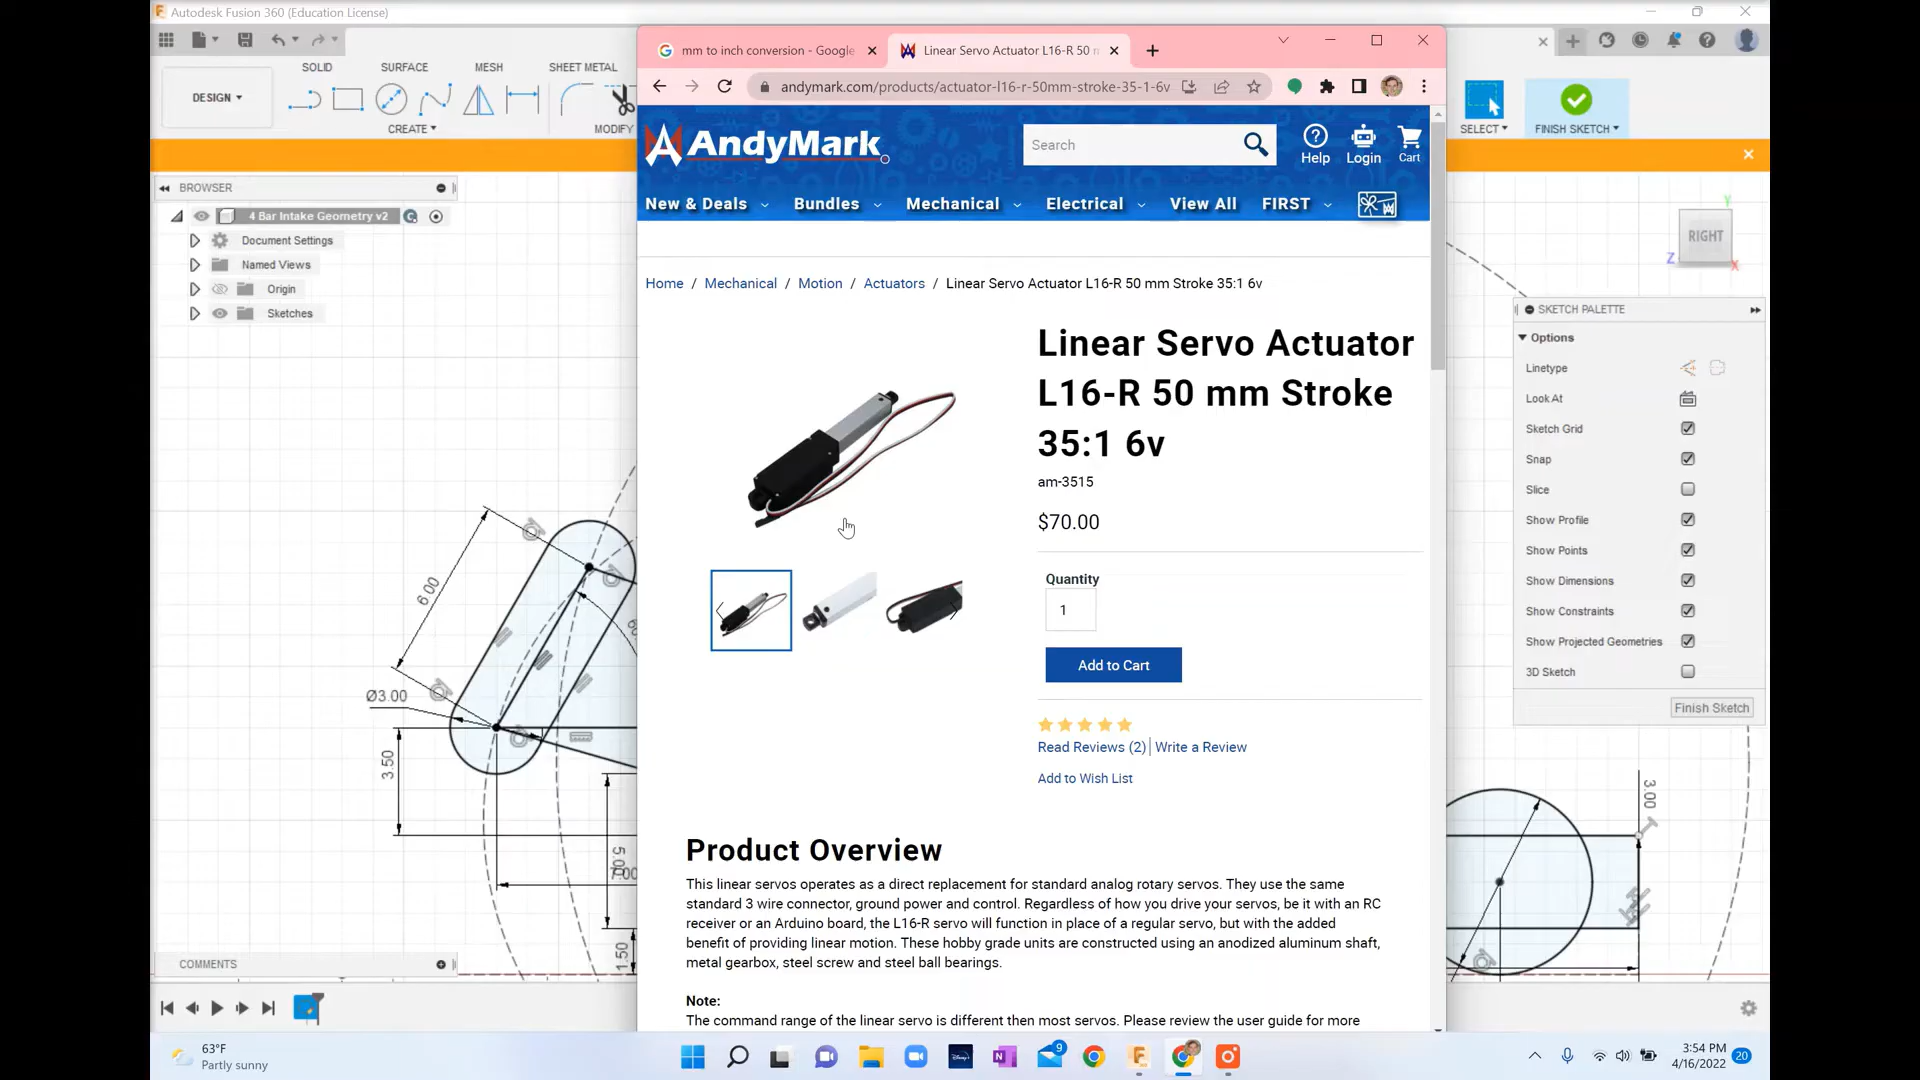 Autodesk Fusion 360 (Education License)
DESIGN
SOLID
SURFACE
MESH
SHEET METAL
CREATE
MODIFY
SELECT
FINISH SKETCH
BROWSER
4 Bar Intake Geometry v2
Document Settings
Named Views
Origin
Sketches
6.00
Ø3.00
3.50
5.00
7.00
1.50
COMMENTS
mm to inch conversion - Google
Linear Servo Actuator L16-R 50
andymark.com/products/actuator-l16-r-50mm-stroke-35-1-6v
AndyMark
Search
Help
Login
Cart
New & Deals
Bundles
Mechanical
Electrical
View All
FIRST
Home / Mechanical / Motion / Actuators / Linear Servo Actuator L16-R 50 mm Stroke 35:1 6v
Linear Servo Actuator
L16-R 50 mm Stroke
35:1 6v
am-3515
$70.00
Quantity
1
Add to Cart
Read Reviews (2) | Write a Review
Add to Wish List
Product Overview
This linear servos operates as a direct replacement for standard analog rotary servos. They use the same
standard 3 wire connector, ground power and control. Regardless of how you drive your servos, be it with an RC
receiver or an Arduino board, the L16-R servo will function in place of a regular servo, but with the added
benefit of providing linear motion. These hobby grade units are constructed using an anodized aluminum shaft,
metal gearbox, steel screw and steel ball bearings.
Note:
The command range of the linear servo is different then most servos. Please review the user guide for more
RIGHT
Y
Z
X
SKETCH PALETTE
Options
Linetype
Look At
Sketch Grid
Snap
Slice
Show Profile
Show Points
Show Dimensions
Show Constraints
Show Projected Geometries
3D Sketch
Finish Sketch
3.00
63°F
Partly sunny
9
3:54 PM
4/16/2022
20